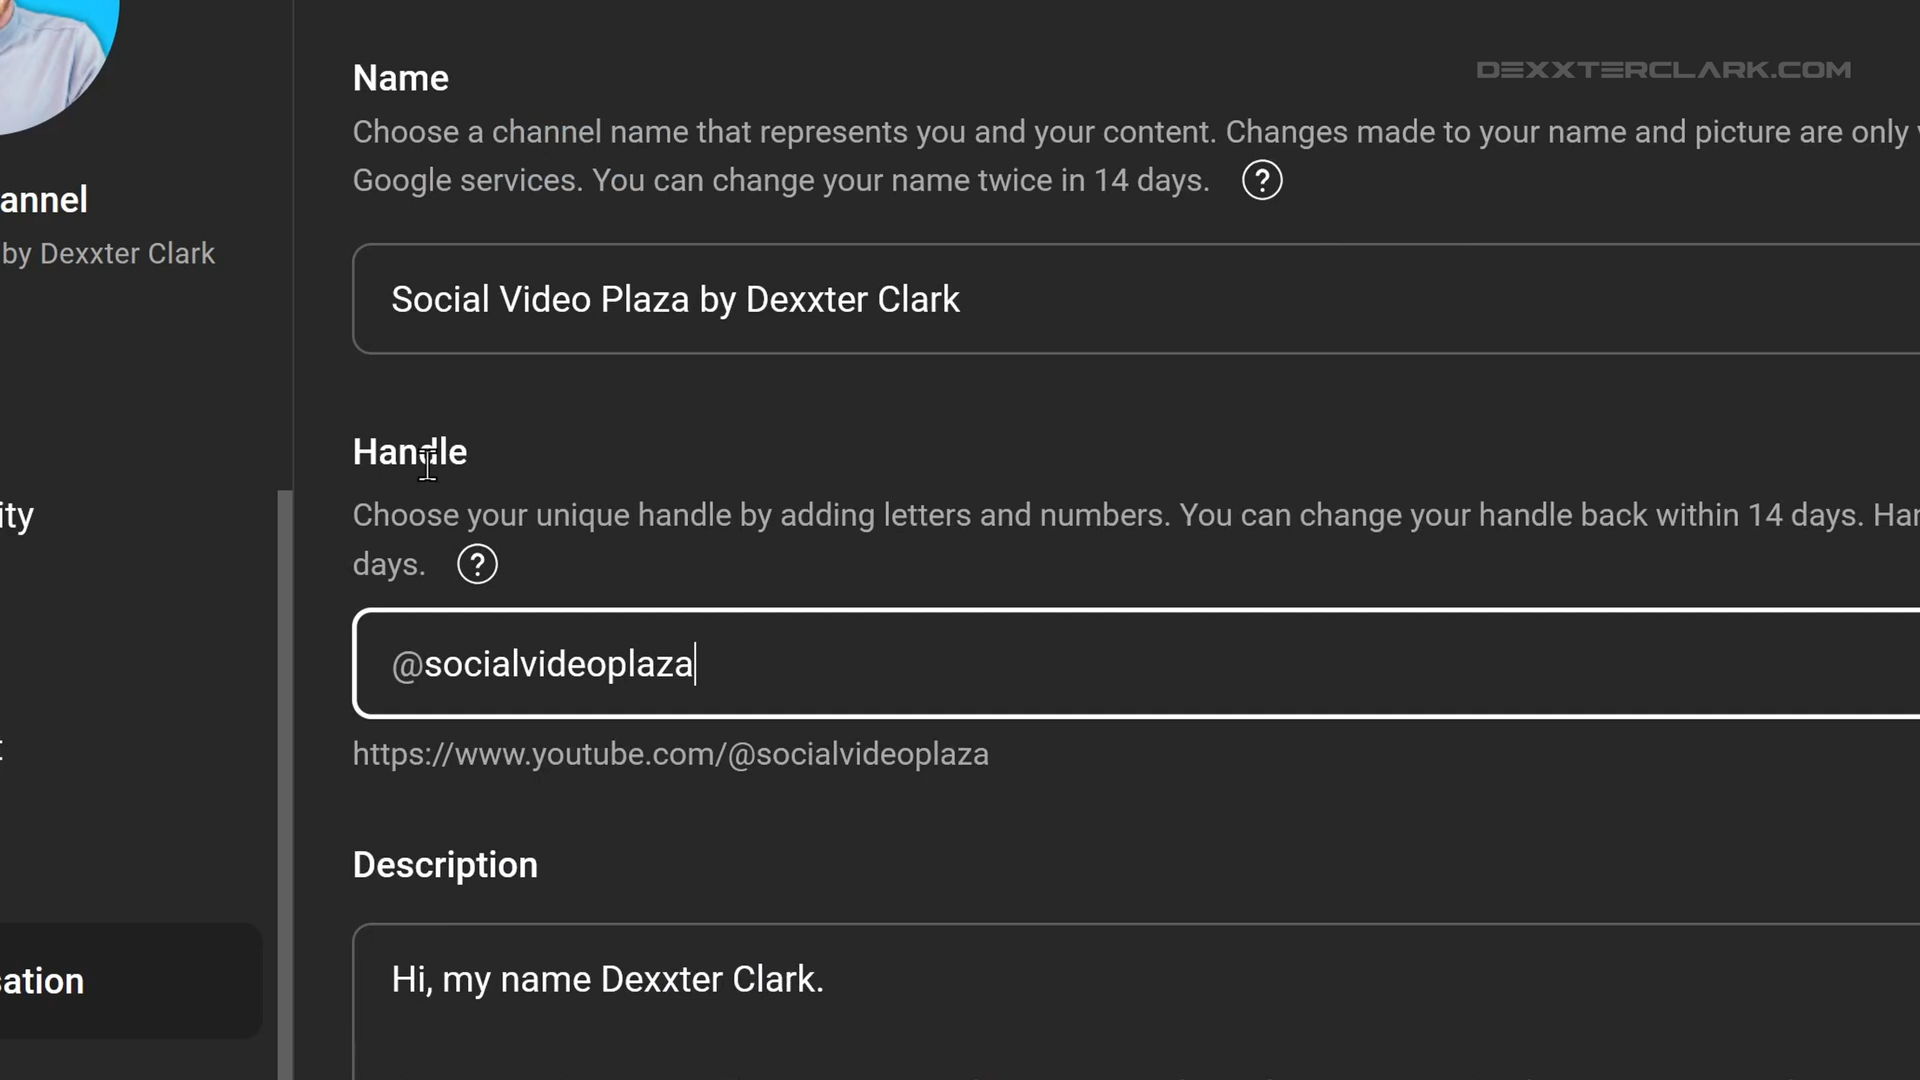 DEXXTERCLARK.COM
Name
Choose a channel name that represents you and your content. Changes made to your name and picture are only
Google services. You can change your name twice in 14 days.
?
annel
by Dexxter Clark
Social Video Plaza by Dexxter Clark
Handle
ity
Choose your unique handle by adding letters and numbers. You can change your handle back within 14 days. Han
days.
?
@socialvideoplaza
https://www.youtube.com/@socialvideoplaza
Description
Hi, my name Dexxter Clark.
sation